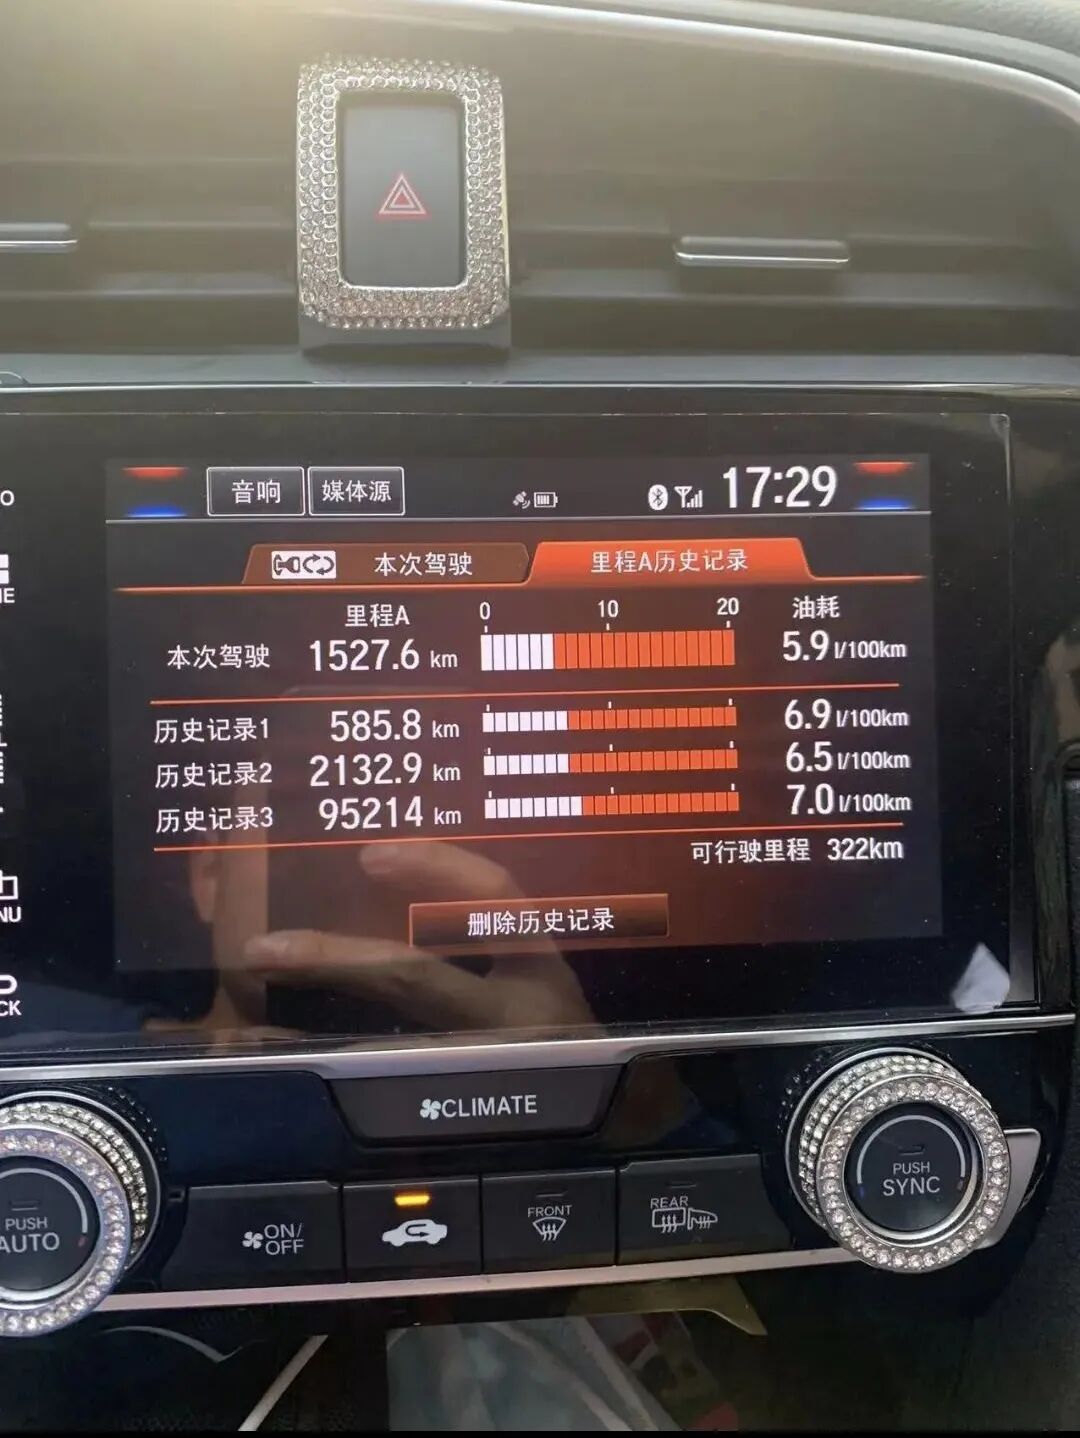 音响 媒体源 17:29
本次驾驶 里程A历史记录
里程A 0 10 20 油耗
本次驾驶 1527.6 km 5.9 l/100km
历史记录1 585.8 km 6.9 l/100km
历史记录2 2132.9 km 6.5 l/100km
历史记录3 95214 km 7.0 l/100km
可行驶里程 322km
删除历史记录
CLIMATE
PUSH
AUTO
ON/
OFF
FRONT
REAR
PUSH
SYNC